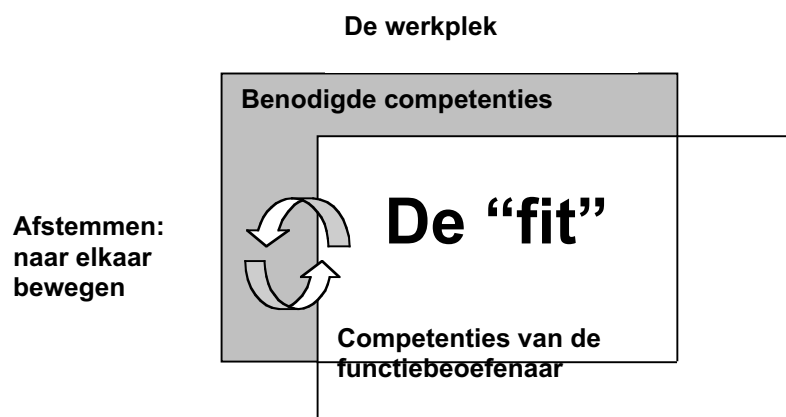 De werkplek
Benodigde competenties
De “fit”
Afstemmen:
naar elkaar
bewegen
Competenties van de
functiebeoefenaar